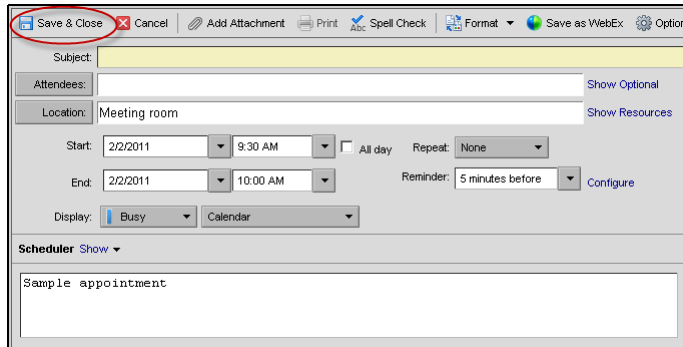 Save & Close Cancel Add Attachment Print Abc Spell Check Format Save as WebEx Option
Subject:
Attendees: Show Optional
Location: Meeting room Show Resources
Start: 2/2/2011 9:30 AM All day Repeat: None
End: 2/2/2011 10:00 AM Reminder: 5 minutes before Configure
Display: Busy Calendar
Scheduler Show
Sample appointment